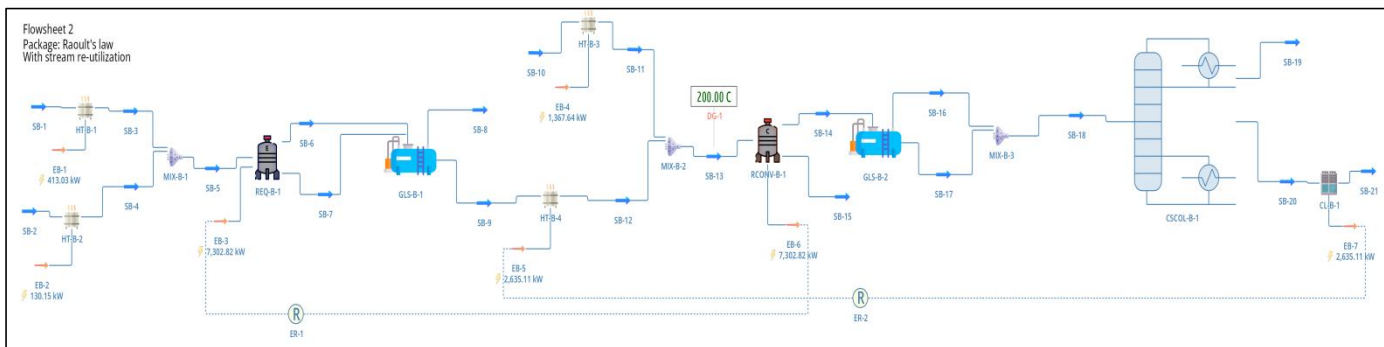 Flowsheet 2
Package: Raoult's law
With stream re-utilization
SB-1
HT-B-1
SB-3
EB-1
413.03 kW
SB-2
HT-B-2
SB-4
EB-2
130.15 kW
MIX-B-1
SB-5
E
REQ-B-1
SB-6
SB-7
EB-3
7,302.82 kW
GLS-B-1
SB-8
SB-9
SB-10
HT-B-3
SB-11
EB-4
1,367.64 kW
HT-B-4
SB-12
EB-5
2,635.11 kW
MIX-B-2
200.00 C
DG-1
SB-13
C
RCONV-B-1
SB-14
SB-15
EB-6
7,302.82 kW
GLS-B-2
SB-16
SB-17
MIX-B-3
SB-18
CSCOL-B-1
SB-19
SB-20
CL-B-1
SB-21
EB-7
2,635.11 kW
R
ER-1
R
ER-2